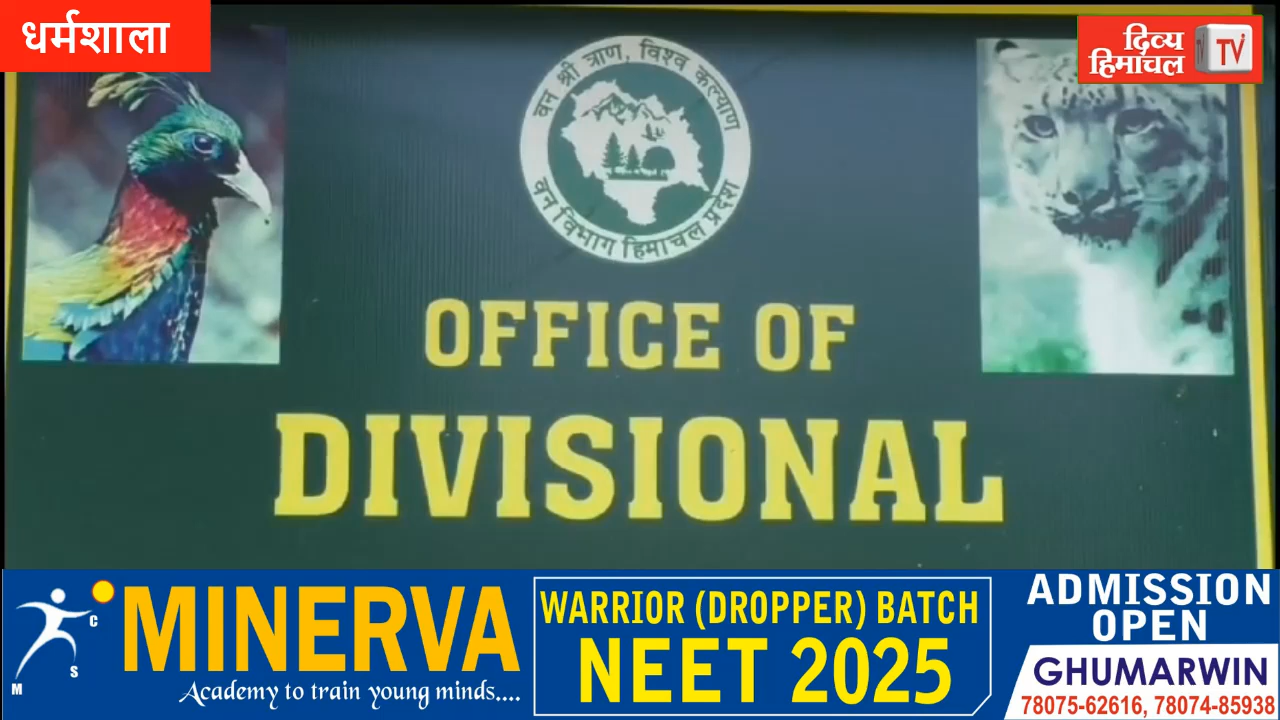 धर्मशाला
दिव्य
हिमाचल
TV
वन श्री त्राण, विश्व कल्याण
वन विभाग हिमाचल प्रदेश
OFFICE OF
DIVISIONAL
M
S
C
MINERVA
Academy to train young minds....
WARRIOR (DROPPER) BATCH
NEET 2025
ADMISSION
OPEN
GHUMARWIN
78075-62616, 78074-85938